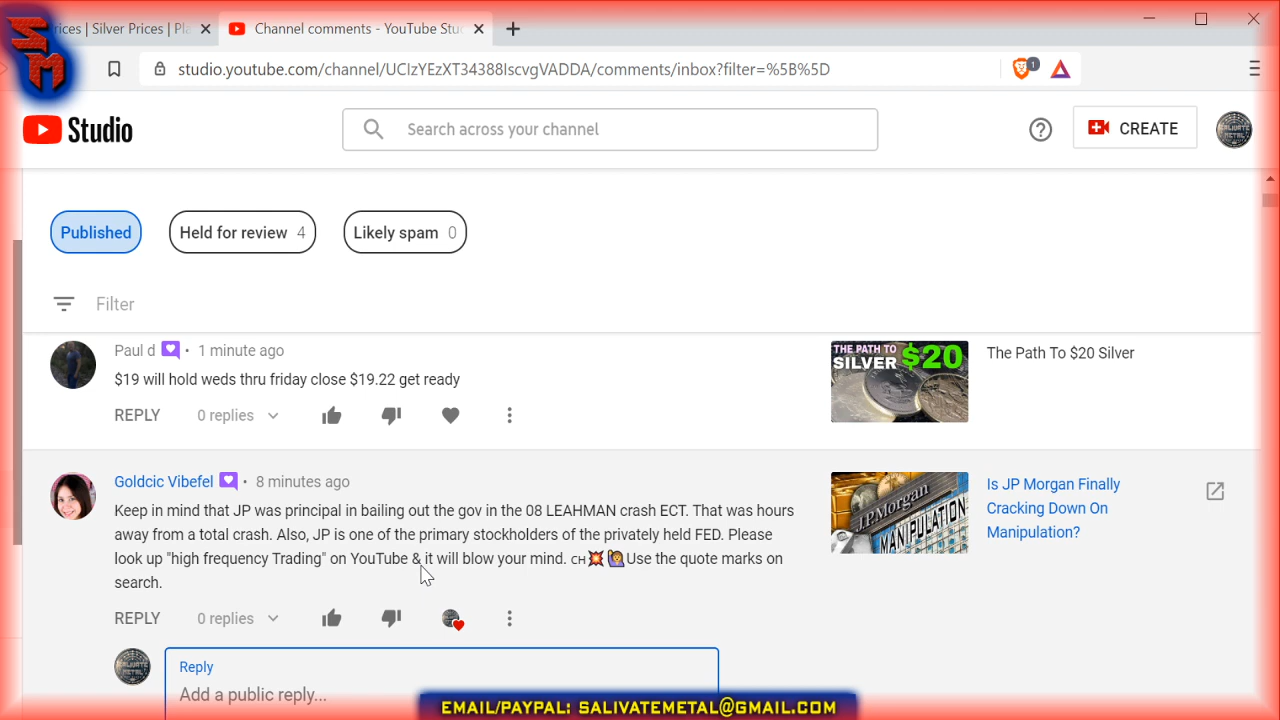 SM
rices | Silver Prices | Pla
Channel comments - YouTube Stu
studio.youtube.com/channel/UCIzYEzXT34388IscvgVADDA/comments/inbox?filter=%5B%5D
1
Studio
Search across your channel
CREATE
Published
Held for review 4
Likely spam 0
Filter
Paul d • 1 minute ago
$19 will hold weds thru friday close $19.22 get ready
REPLY 0 replies
THE PATH TO
SILVER $20
The Path To $20 Silver
Goldcic Vibefel • 8 minutes ago
Keep in mind that JP was principal in bailing out the gov in the 08 LEAHMAN crash ECT. That was hours
away from a total crash. Also, JP is one of the primary stockholders of the privately held FED. Please
look up "high frequency Trading" on YouTube & it will blow your mind. ᴄʜ💥🙋Use the quote marks on
search.
REPLY 0 replies
J.P.Morgan
MANIPULATION
Is JP Morgan Finally
Cracking Down On
Manipulation?
Reply
Add a public reply...
EMAIL/PAYPAL: SALIVATEMETAL@GMAIL.COM